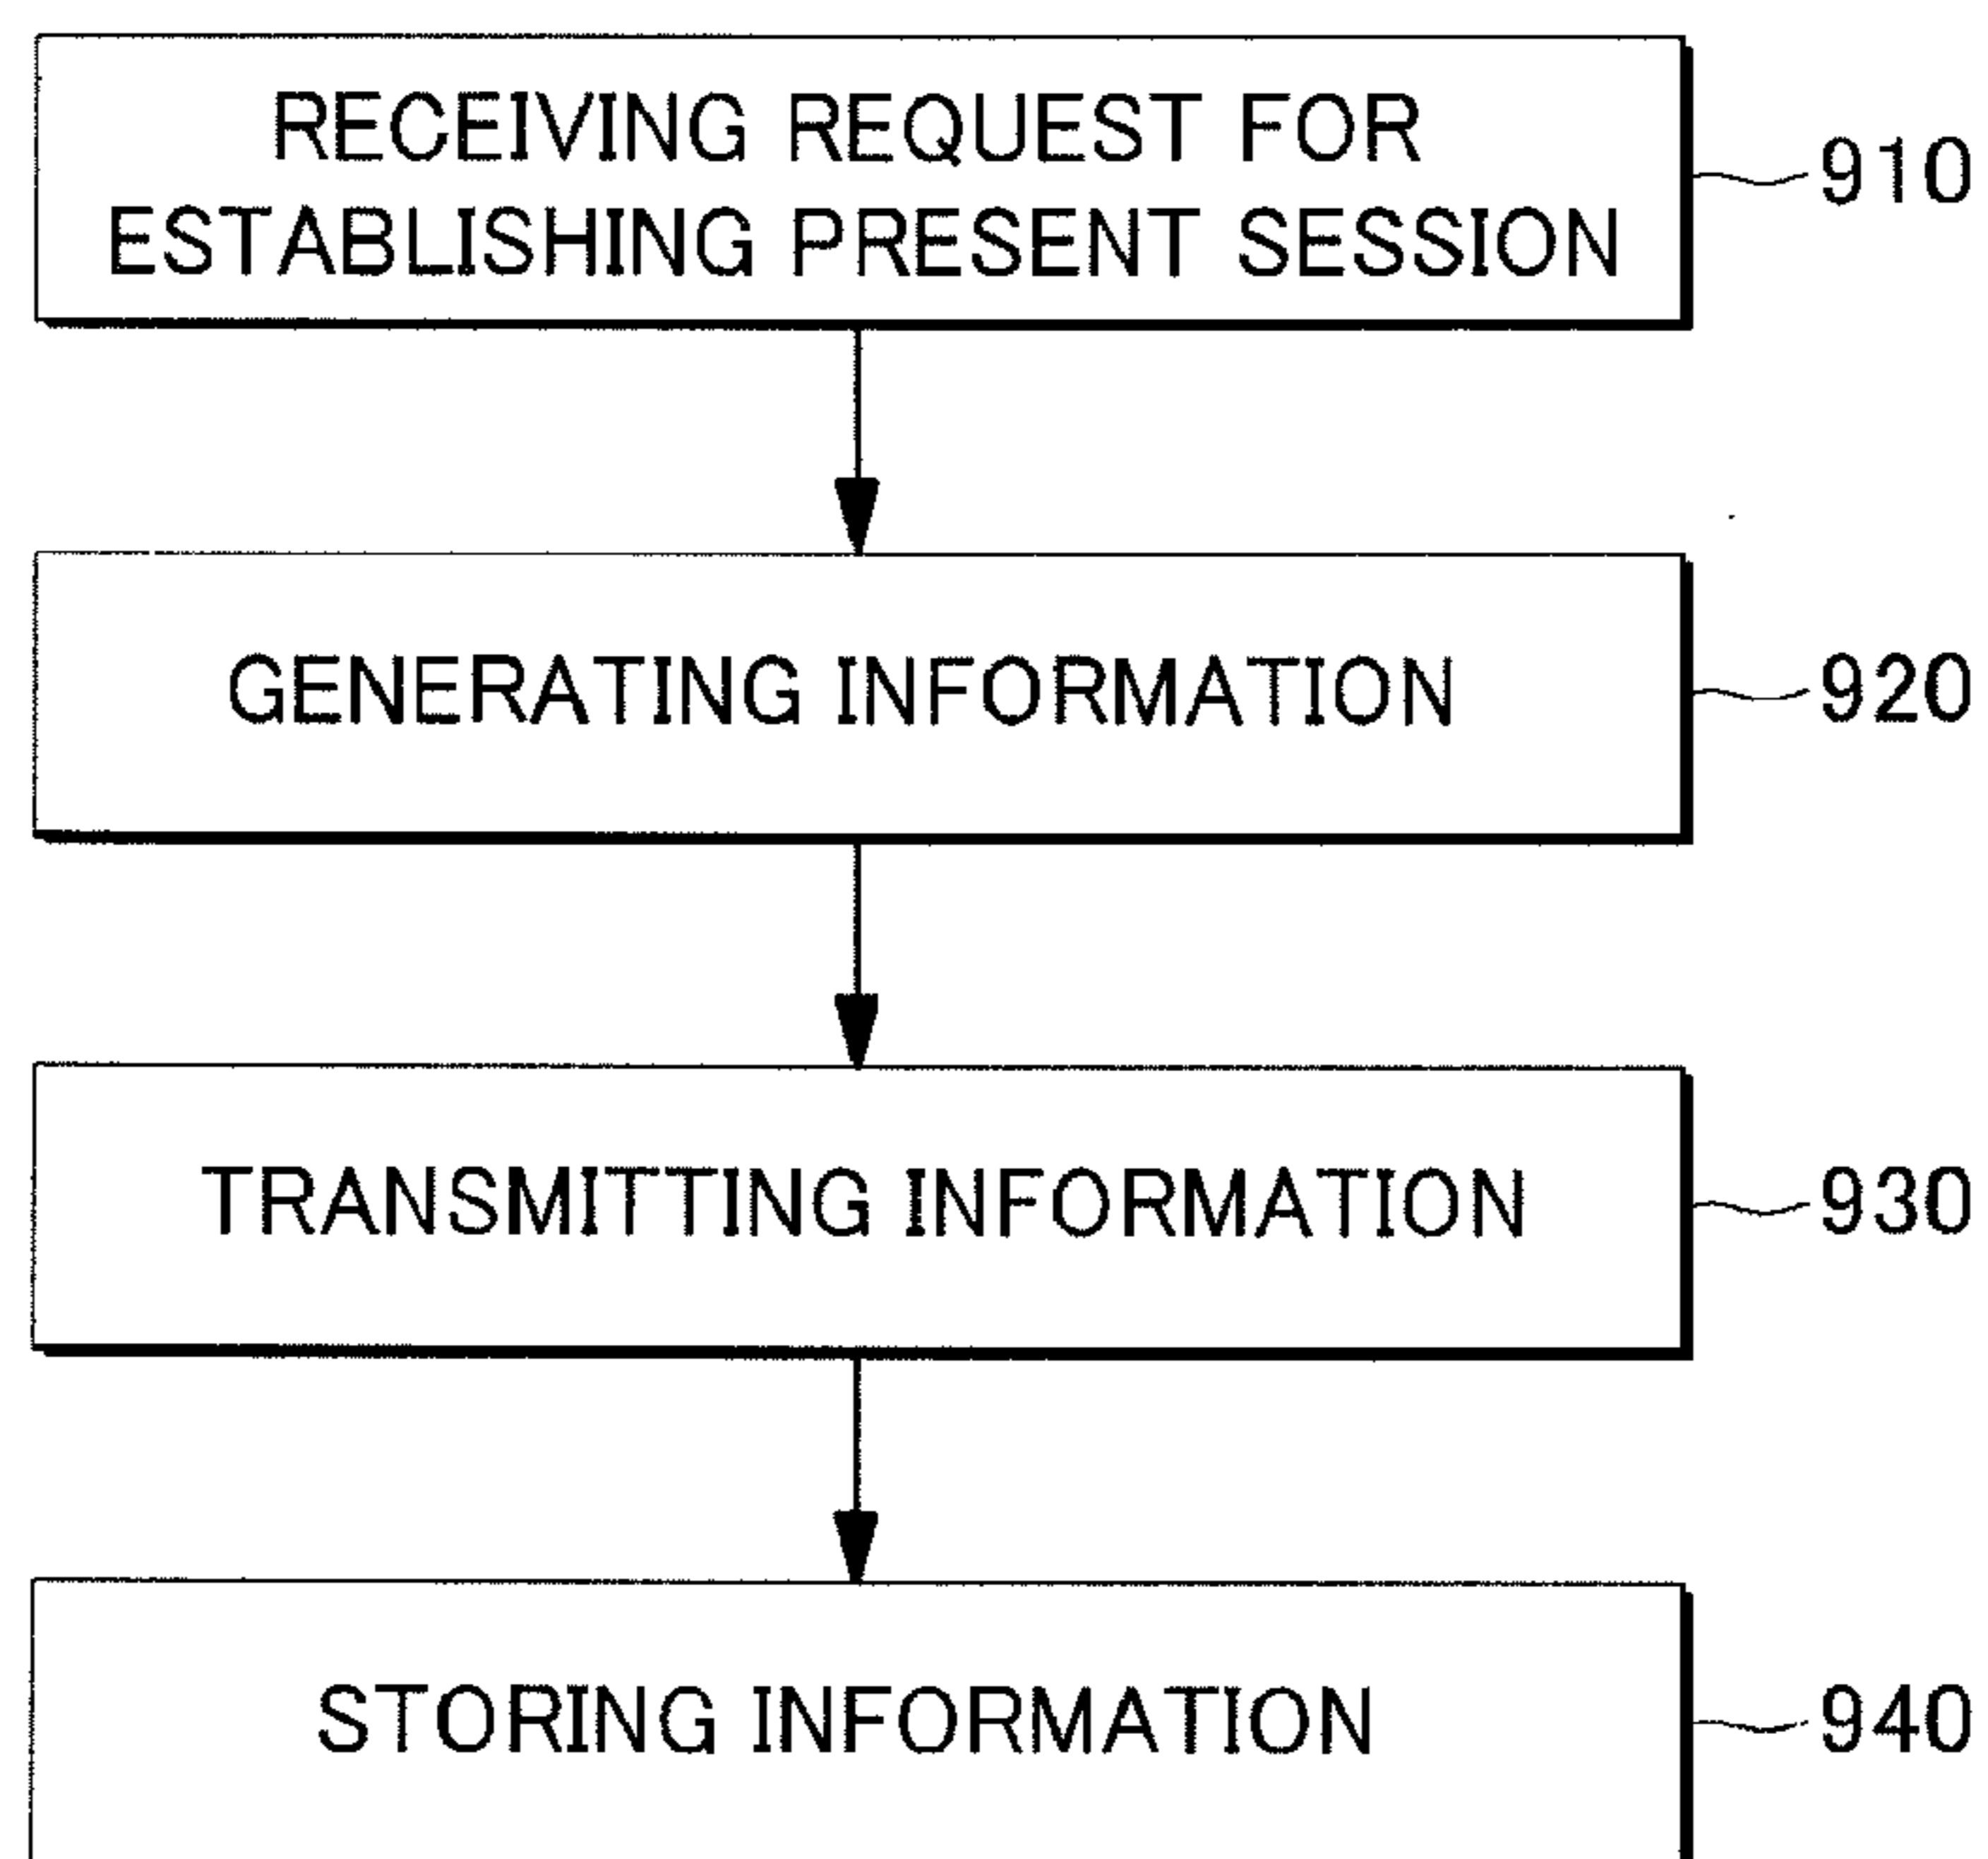 RECEIVING REQUEST FOR
ESTABLISHING PRESENT SESSION
910
GENERATING INFORMATION
920
TRANSMITTING INFORMATION
930
STORING INFORMATION
940